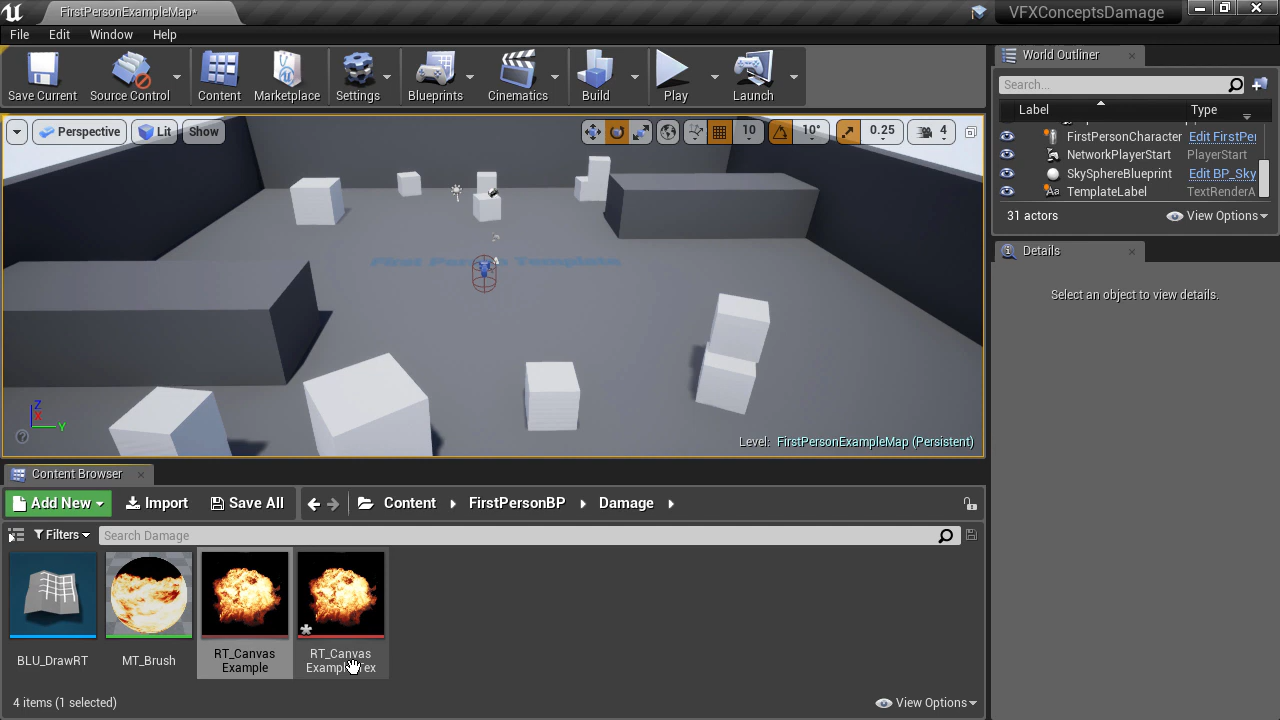 FirstPersonExampleMap*
VFXConceptsDamage
File Edit Window Help
Save Current Source Control Content Marketplace Settings Blueprints Cinematics Build Play Launch
World Outliner
Search...
Label Type
FirstPersonCharacter Edit FirstPer
NetworkPlayerStart PlayerStart
SkySphereBlueprint Edit BP_Sky
TemplateLabel TextRenderA
31 actors View Options
Details
Select an object to view details.
Perspective Lit Show 10 10° 0.25 4
Z
X
Y
Level: FirstPersonExampleMap (Persistent)
Content Browser
Add New Import Save All Content FirstPersonBP Damage
Filters Search Damage
BLU_DrawRT
MT_Brush
RT_Canvas
Example
RT_Canvas
4 items (1 selected) View Options